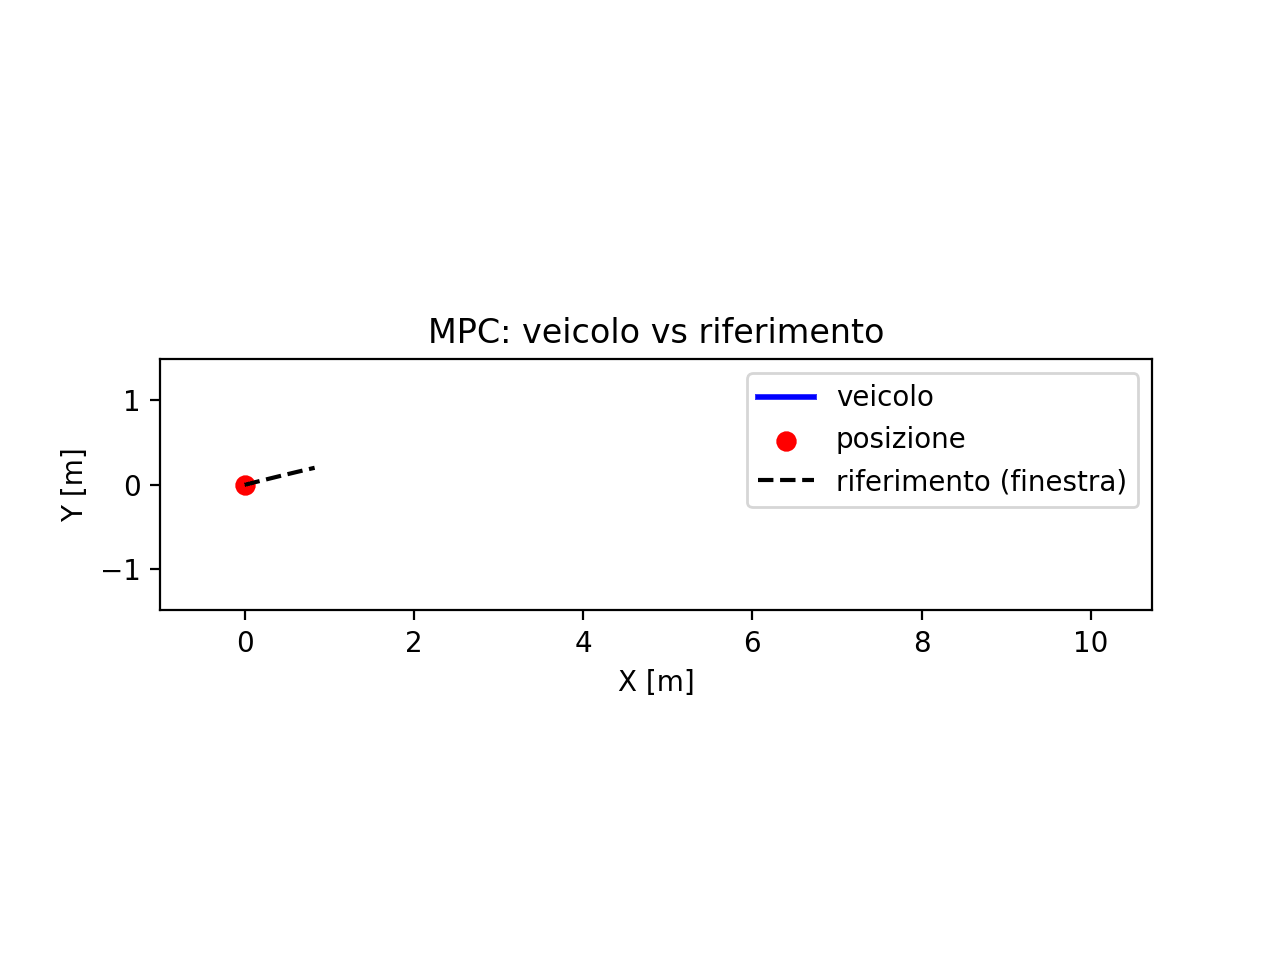 MPC: veicolo vs riferimento
veicolo
posizione
riferimento (finestra)
Y [m]
1
0
−1
0 2 4 6 8 10
X [m]